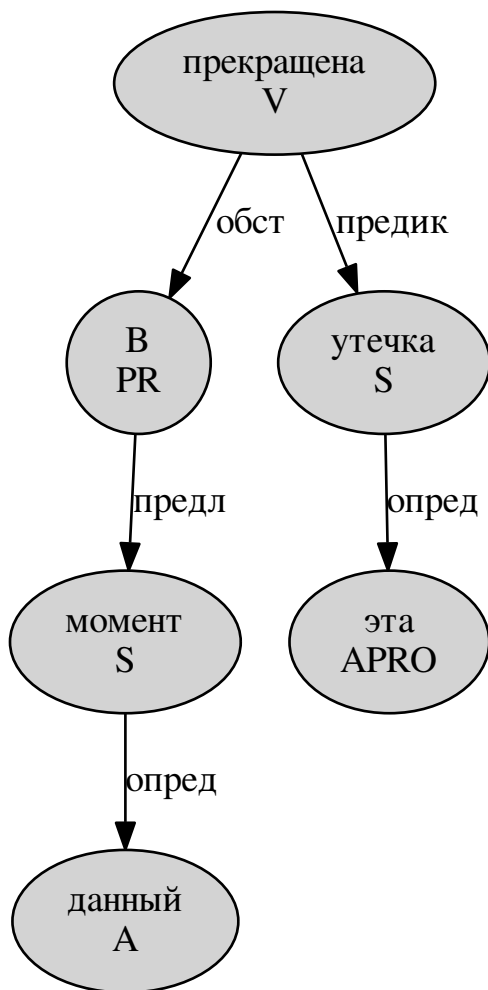 прекращена
V
обст
предик
В
PR
утечка
S
предл
опред
момент
S
эта
APRO
опред
данный
A